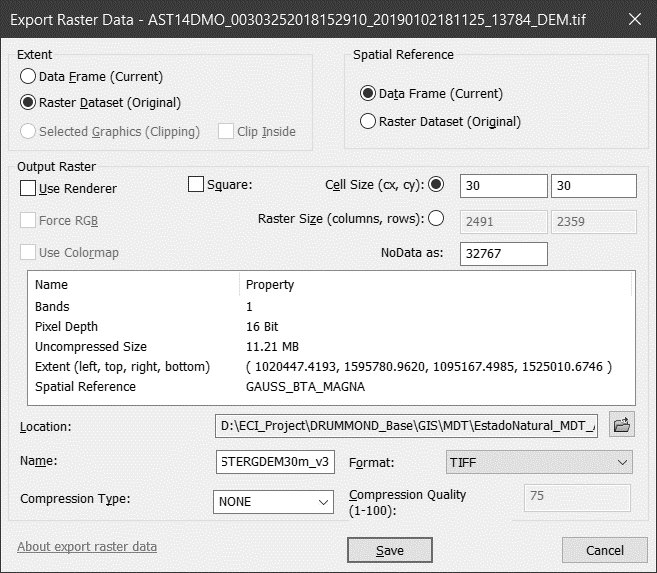 Export Raster Data - AST14DMO_00303252018152910_20190102181125_13784_DEM.tif
Extent
Data Frame (Current)
Raster Dataset (Original)
Selected Graphics (Clipping)
Clip Inside
Spatial Reference
Data Frame (Current)
Raster Dataset (Original)
Output Raster
Use Renderer
Square:
Cell Size (cx, cy):
30
30
Force RGB
Raster Size (columns, rows):
2491
2359
Use Colormap
NoData as:
32767
Name Property
Bands 1
Pixel Depth 16 Bit
Uncompressed Size 11.21 MB
Extent (left, top, right, bottom) ( 1020447.4193, 1595780.9620, 1095167.4985, 1525010.6746 )
Spatial Reference GAUSS_BTA_MAGNA
Location: D:\ECI_Project\DRUMMOND_Base\GIS\MDT\EstadoNatural_MDT_
Name: STERGDEM30m_v3
Format: TIFF
Compression Type: NONE
Compression Quality
(1-100):
75
About export raster data
Save
Cancel